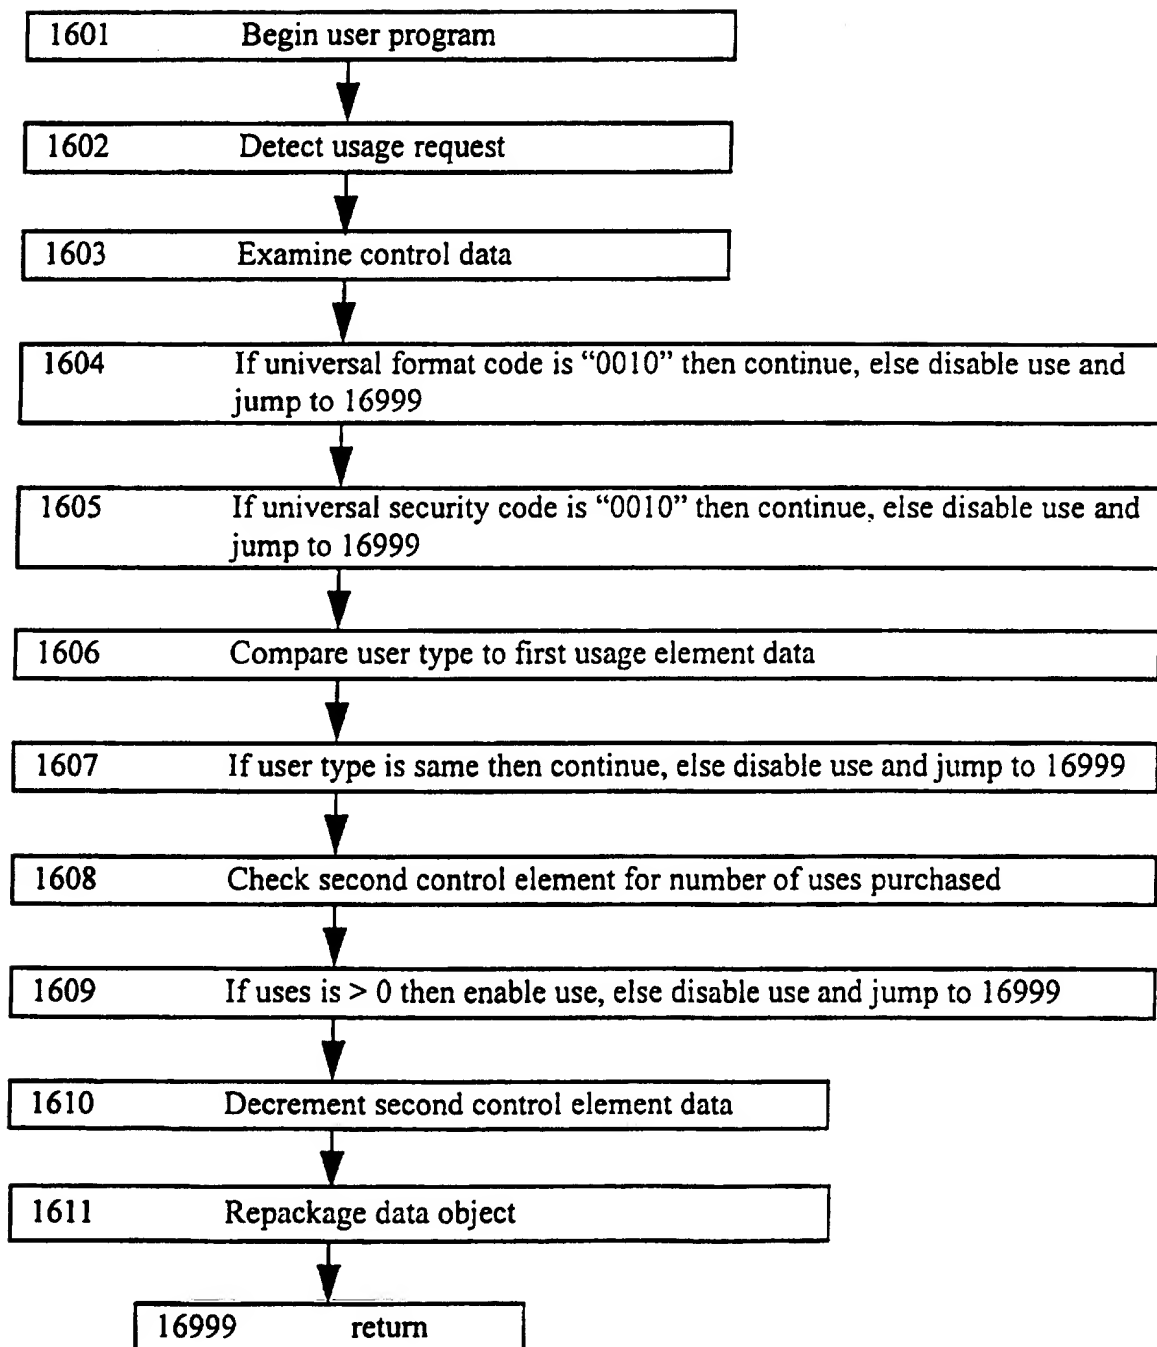 1601 Begin user program
1602 Detect usage request
1603 Examine control data
1604 If universal format code is “0010” then continue, else disable use and
jump to 16999
1605 If universal security code is “0010” then continue, else disable use and
jump to 16999
1606 Compare user type to first usage element data
1607 If user type is same then continue, else disable use and jump to 16999
1608 Check second control element for number of uses purchased
1609 If uses is > 0 then enable use, else disable use and jump to 16999
1610 Decrement second control element data
1611 Repackage data object
16999 return